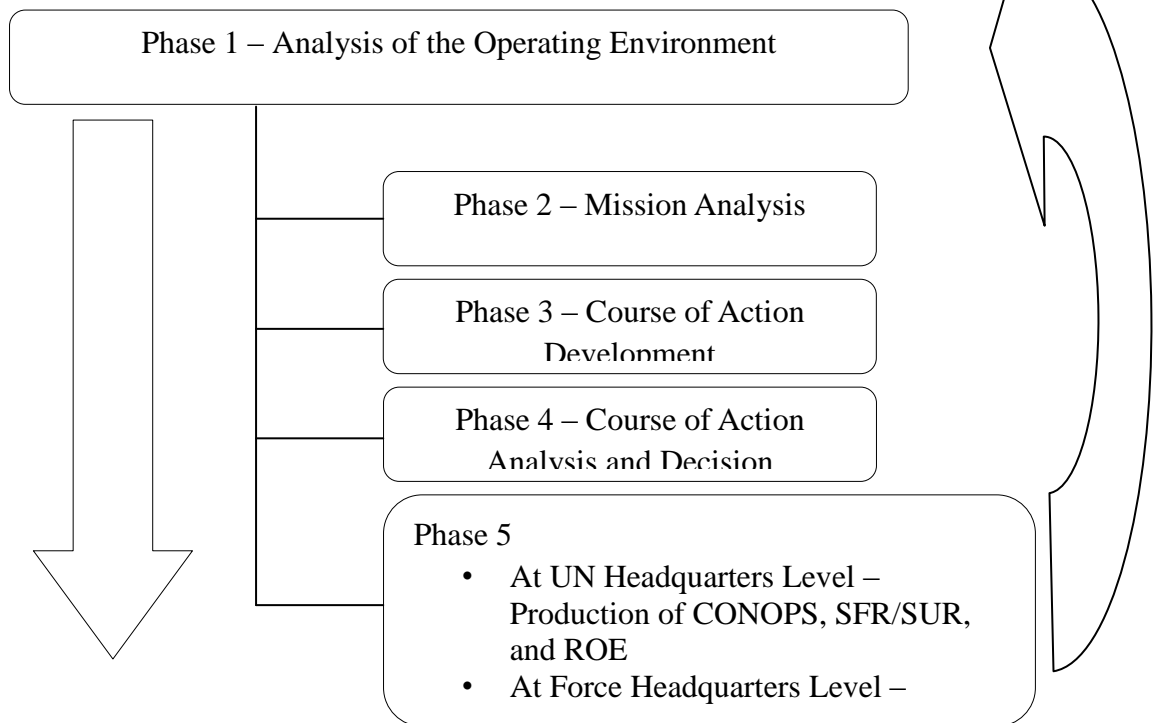 Phase 1 – Analysis of the Operating Environment
Phase 2 – Mission Analysis
Phase 3 – Course of Action
Development
Phase 4 – Course of Action
Analysis and Decision
Phase 5
• At UN Headquarters Level –
Production of CONOPS, SFR/SUR,
and ROE
• At Force Headquarters Level –